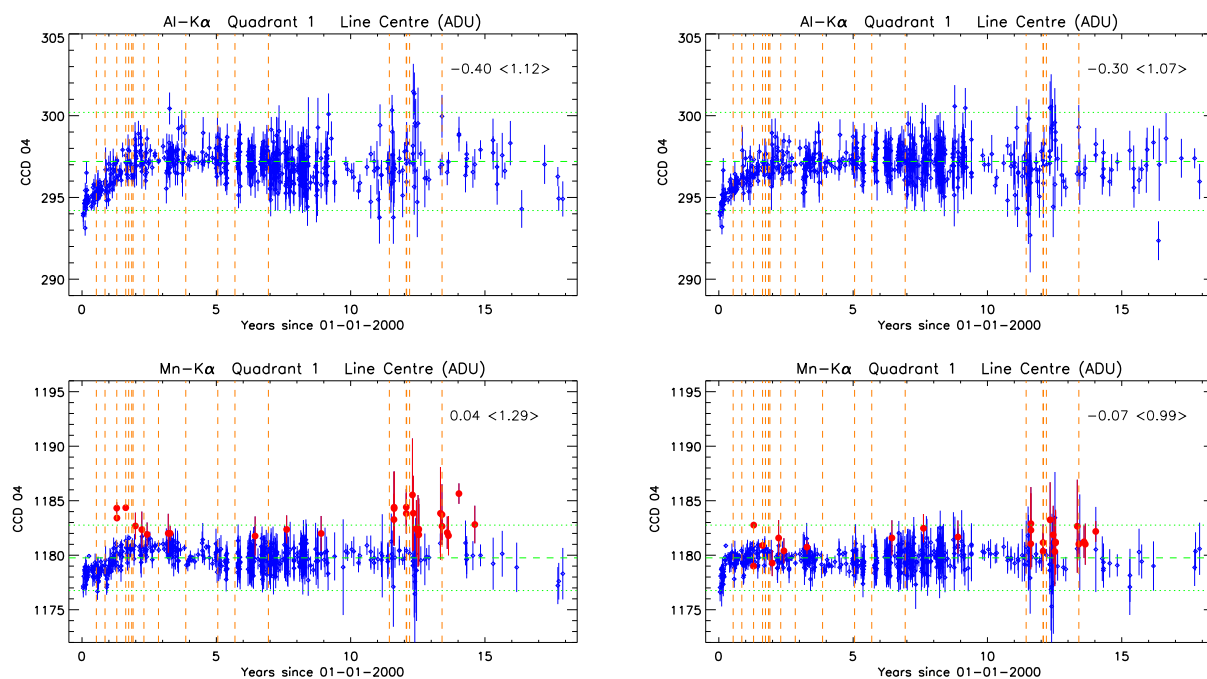 Al-Kα Quadrant 1 Line Centre (ADU)
305
300
295
290
CCD 04
-0.40 <1.12>
0 5 10 15
Years since 01-01-2000
Al-Kα Quadrant 1 Line Centre (ADU)
305
300
295
290
CCD 04
-0.30 <1.07>
0 5 10 15
Years since 01-01-2000
Mn-Kα Quadrant 1 Line Centre (ADU)
1195
1190
1185
1180
1175
CCD 04
0.04 <1.29>
0 5 10 15
Years since 01-01-2000
Mn-Kα Quadrant 1 Line Centre (ADU)
1195
1190
1185
1180
1175
CCD 04
-0.07 <0.99>
0 5 10 15
Years since 01-01-2000